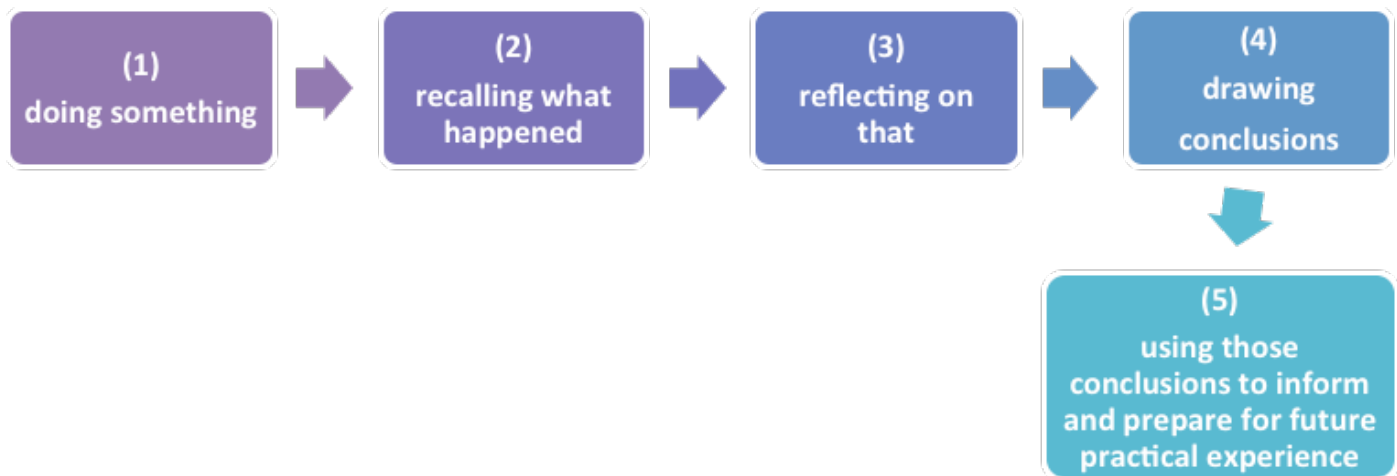 (1)
doing something
(2)
recalling what
happened
(3)
reflecting on
that
(4)
drawing
conclusions
(5)
using those
conclusions to inform
and prepare for future
practical experience